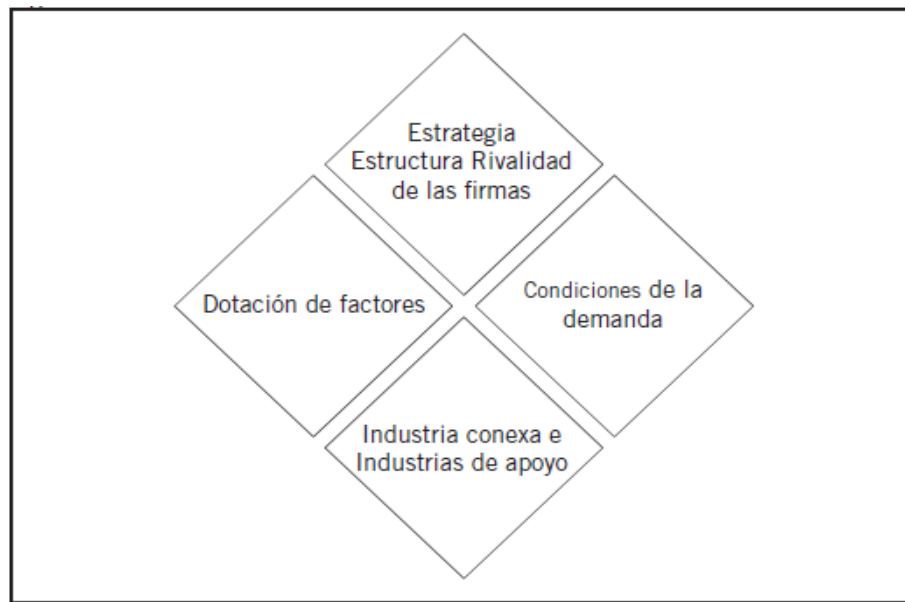 Estrategia
Estructura Rivalidad
de las firmas
Dotación de factores
Condiciones de la
demanda
Industria conexa e
Industrias de apoyo